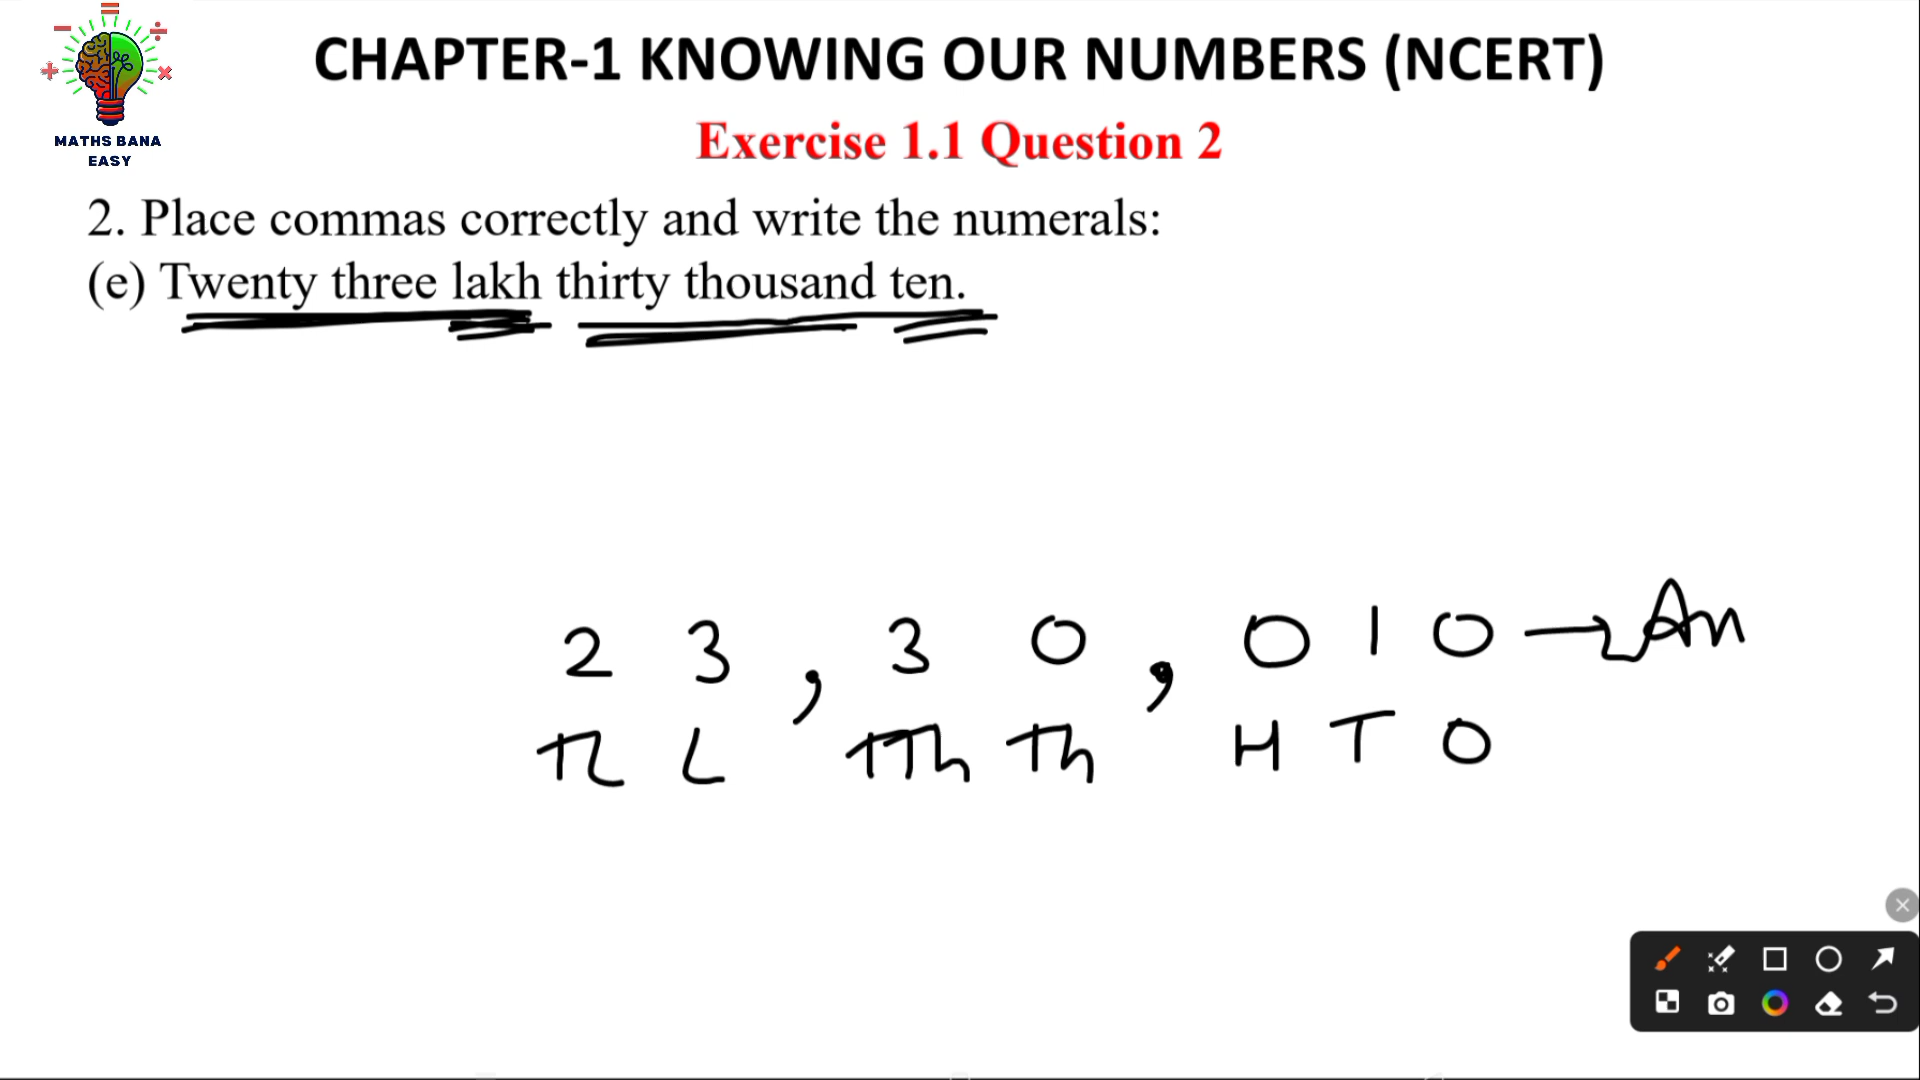 MATHS BANA
EASY
CHAPTER-1 KNOWING OUR NUMBERS (NCERT)
Exercise 1.1 Question 2
2. Place commas correctly and write the numerals:
(e) Twenty three lakh thirty thousand ten.
2 3 , 3 0 , 0 1 0 → An
TL L TTh Th H T O